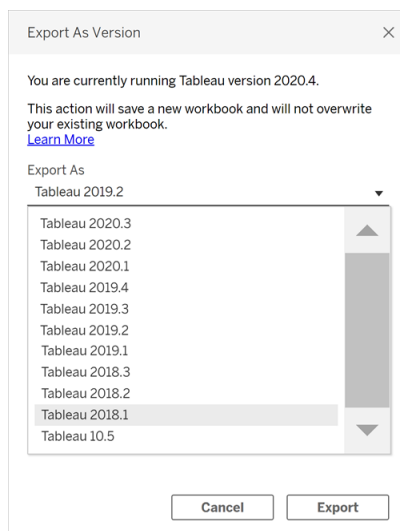 Export As Version
You are currently running Tableau version 2020.4.
This action will save a new workbook and will not overwrite
your existing workbook.
Learn More
Export As
Tableau 2019.2
Tableau 2020.3
Tableau 2020.2
Tableau 2020.1
Tableau 2019.4
Tableau 2019.3
Tableau 2019.2
Tableau 2019.1
Tableau 2018.3
Tableau 2018.2
Tableau 2018.1
Tableau 10.5
Cancel Export